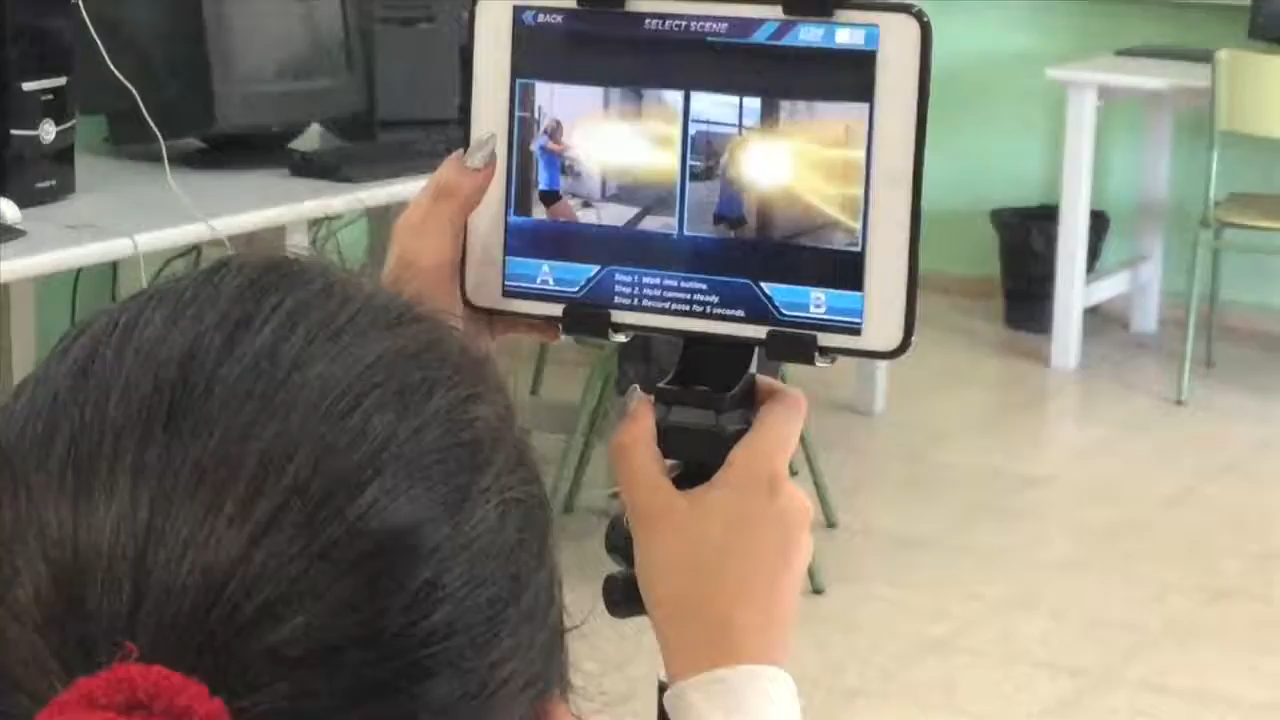 BACK
SELECT SCENE
A
Step 1. Walk into outline.
Step 2. Hold camera steady.
Step 3. Record pose for 5 seconds.
B